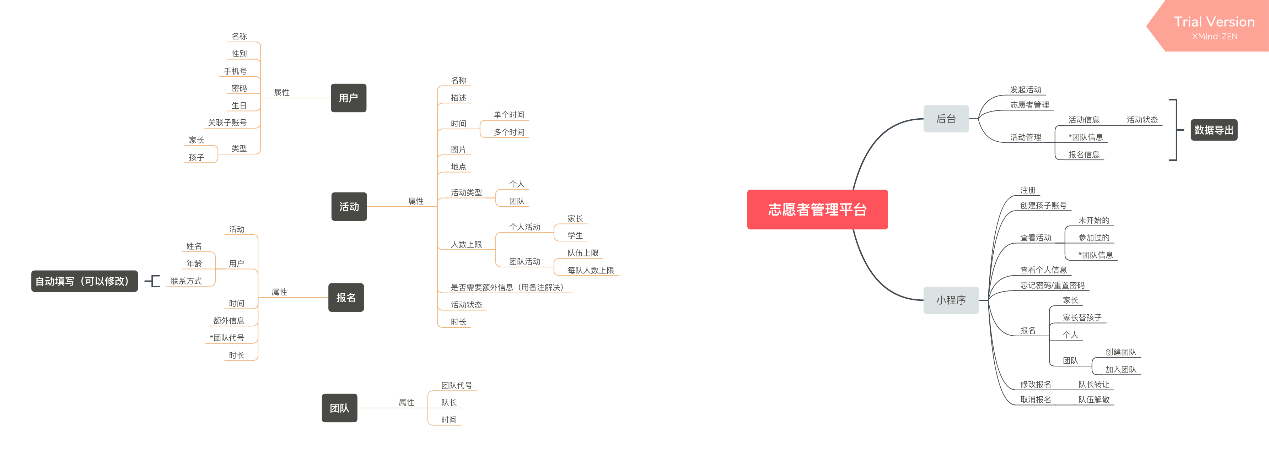 Trial Version
XMind-ZEN
用户
属性
名称
性别
手机号
密码
生日
关联子账号
类型
家长
孩子
活动
属性
名称
描述
时间
单个时间
多个时间
图片
地点
活动类型
个人
团队
人数上限
个人活动
家长
学生
团队活动
队伍上限
每队人数上限
是否需要额外信息（用备注解决）
活动状态
时长
报名
属性
活动
用户
姓名
年龄
联系方式
自动填写（可以修改）
时间
额外信息
*团队代号
时长
团队
属性
团队代号
队长
时间
志愿者管理平台
后台
发起活动
志愿者管理
活动管理
活动信息
活动状态
*团队信息
报名信息
数据导出
小程序
注册
创建孩子账号
查看活动
未开始的
参加过的
*团队信息
查看个人信息
忘记密码/重置密码
报名
家长
家长替孩子
个人
团队
创建团队
加入团队
修改报名
队长转让
取消报名
队伍解散